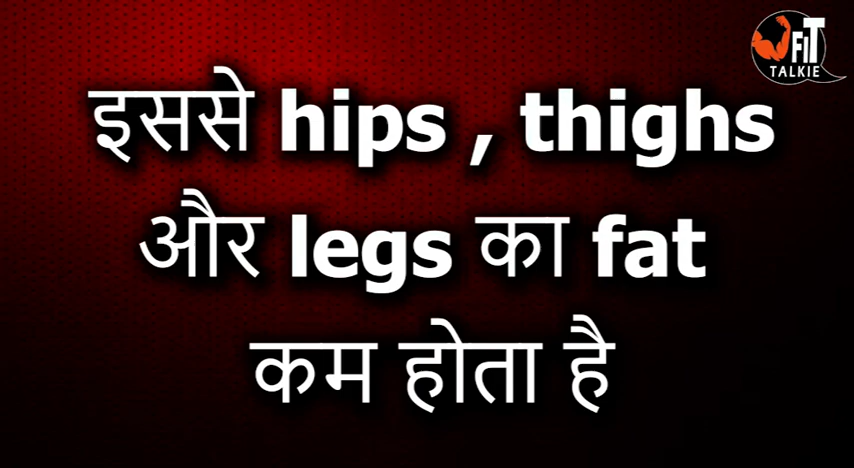 FIT
TALKIE
इससे hips , thighs
और legs का fat
कम होता है